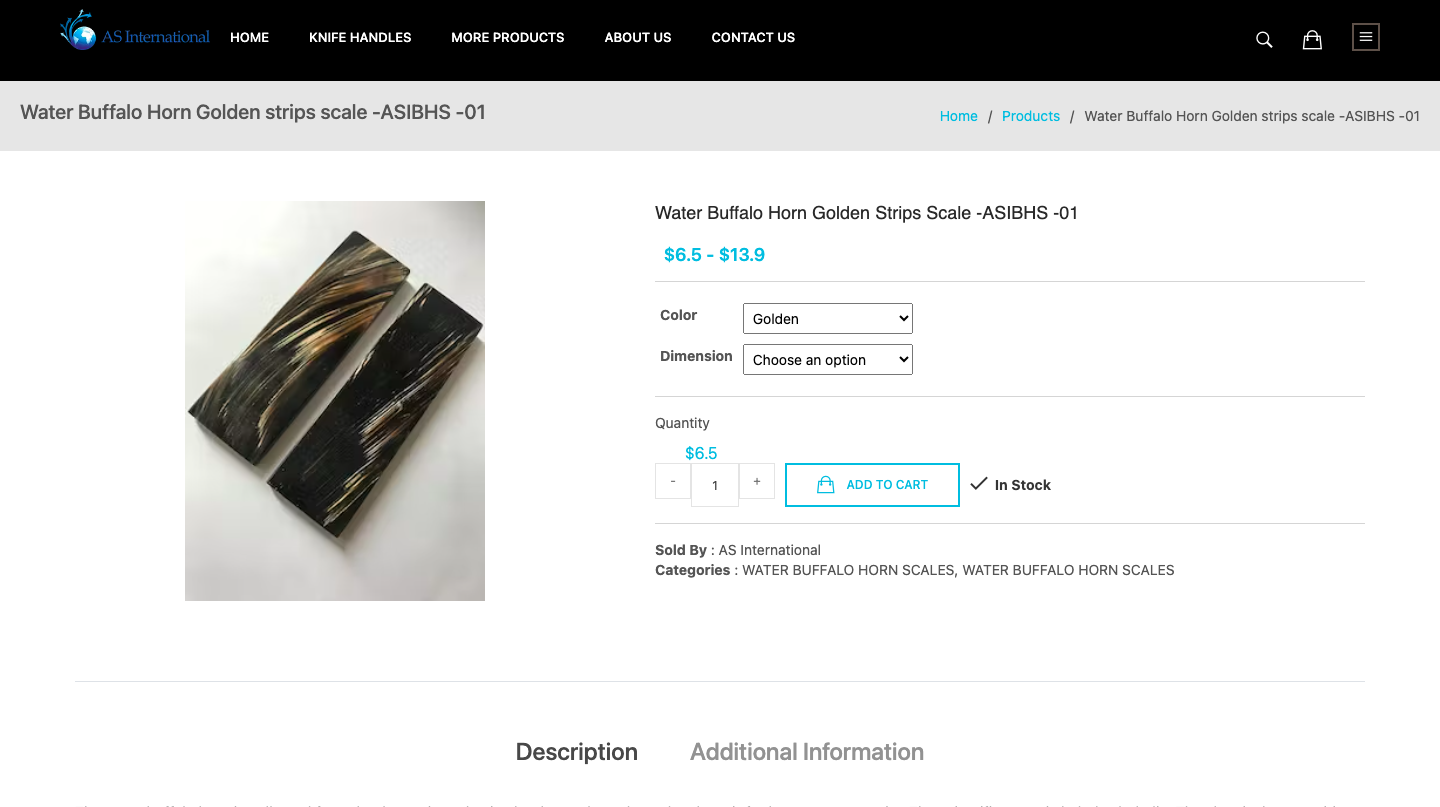 AS International
HOME
KNIFE HANDLES
MORE PRODUCTS
ABOUT US
CONTACT US
Water Buffalo Horn Golden strips scale -ASIBHS -01
Home / Products / Water Buffalo Horn Golden strips scale -ASIBHS -01
Water Buffalo Horn Golden Strips Scale -ASIBHS -01
$6.5 - $13.9
Color
Golden
Dimension
Choose an option
Quantity
$6.5
- 1 +
ADD TO CART
In Stock
Sold By : AS International
Categories : WATER BUFFALO HORN SCALES, WATER BUFFALO HORN SCALES
Description
Additional Information